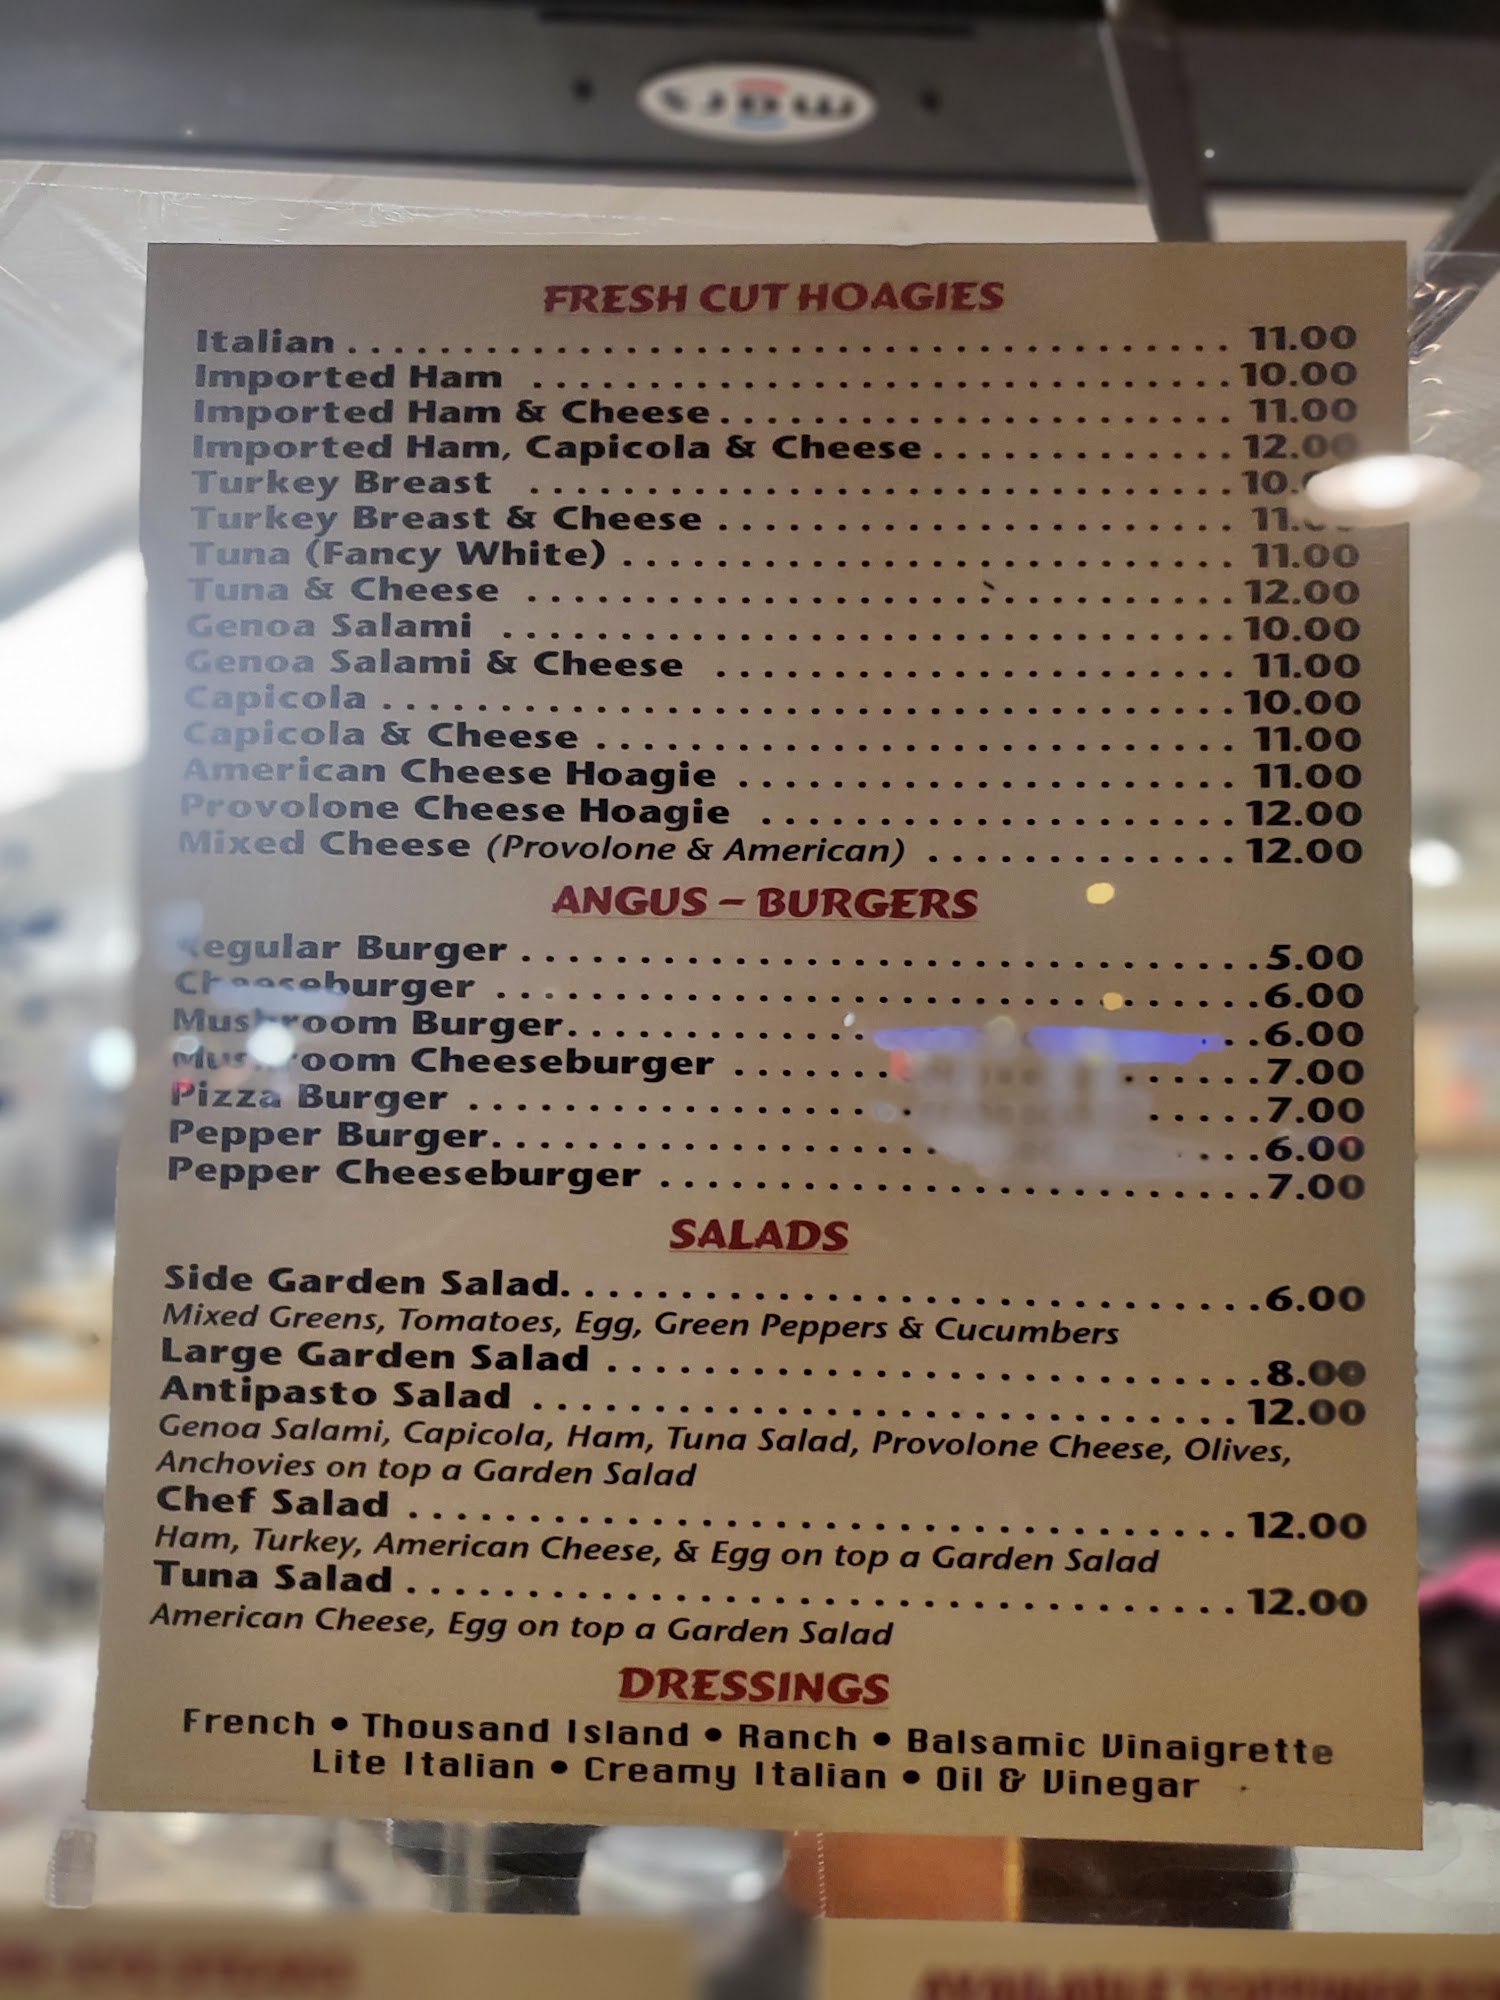 FRESH CUT HOAGIES
Italian . . . . . . . . . . . . . . . . . . . . . . . . . . . . . . . . . . . . . . 11.00
Imported Ham . . . . . . . . . . . . . . . . . . . . . . . . . . . . . . 10.00
Imported Ham & Cheese . . . . . . . . . . . . . . . . . . . . . . 11.00
Imported Ham, Capicola & Cheese . . . . . . . . . . . . . 12.00
Turkey Breast . . . . . . . . . . . . . . . . . . . . . . . . . . . . . .
Turkey Breast & Cheese . . . . . . . . . . . . . . . . . . . . . .
Tuna (Fancy White) . . . . . . . . . . . . . . . . . . . . . . . . . . 11.00
Tuna & Cheese . . . . . . . . . . . . . . . . . . . . . . . . . . . . . . 12.00
Genoa Salami . . . . . . . . . . . . . . . . . . . . . . . . . . . . . . . 10.00
Genoa Salami & Cheese . . . . . . . . . . . . . . . . . . . . . . 11.00
Capicola . . . . . . . . . . . . . . . . . . . . . . . . . . . . . . . . . . . . 10.00
Capicola & Cheese . . . . . . . . . . . . . . . . . . . . . . . . . . . 11.00
American Cheese Hoagie . . . . . . . . . . . . . . . . . . . . . 11.00
Provolone Cheese Hoagie . . . . . . . . . . . . . . . . . . . . 12.00
Mixed Cheese (Provolone & American) . . . . . . . . . . . . . 12.00
ANGUS – BURGERS
Regular Burger . . . . . . . . . . . . . . . . . . . . . . . . . . . . . . . 5.00
Cheeseburger . . . . . . . . . . . . . . . . . . . . . . . . . . . . . . . . 6.00
Mushroom Burger . . . . . . . . . . . . . . . 6.00
Mushroom Cheeseburger . . . . . . . . . . . . . 7.00
Pizza Burger . . . . . . . . . . . . . . . . . . . . . . . 7.00
Pepper Burger . . . . . . . . . . . . . . . . . . . . . . . 6.00
Pepper Cheeseburger . . . . . . . . . . . . . . . . . . . . . . . . . 7.00
SALADS
Side Garden Salad. . . . . . . . . . . . . . . . . . . . . . . . . . . . . 6.00
Mixed Greens, Tomatoes, Egg, Green Peppers & Cucumbers
Large Garden Salad . . . . . . . . . . . . . . . . . . . . . . . . . . . 8.00
Antipasto Salad . . . . . . . . . . . . . . . . . . . . . . . . . . . . . 12.00
Genoa Salami, Capicola, Ham, Tuna Salad, Provolone Cheese, Olives,
Anchovies on top a Garden Salad
Chef Salad . . . . . . . . . . . . . . . . . . . . . . . . . . . . . . . . . . 12.00
Ham, Turkey, American Cheese, & Egg on top a Garden Salad
Tuna Salad . . . . . . . . . . . . . . . . . . . . . . . . . . . . . . . . . . 12.00
American Cheese, Egg on top a Garden Salad
DRESSINGS
French • Thousand Island • Ranch • Balsamic Vinaigrette
Lite Italian • Creamy Italian • Oil & Vinegar